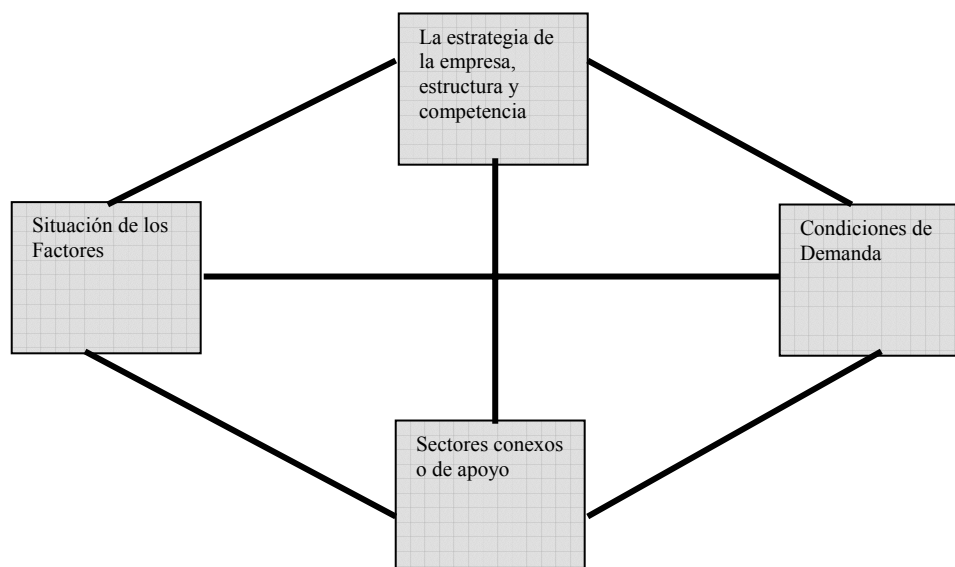 La estrategia de
la empresa,
estructura y
competencia
Situación de los
Factores
Condiciones de
Demanda
Sectores conexos
o de apoyo